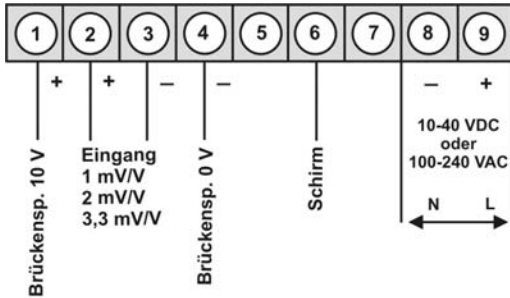 1 2 3 4 5 6 7 8 9
+ + – – – +
Brückensp. 10 V
Eingang
1 mV/V
2 mV/V
3,3 mV/V
Brückensp. 0 V
Schirm
10-40 VDC
oder
100-240 VAC
N L